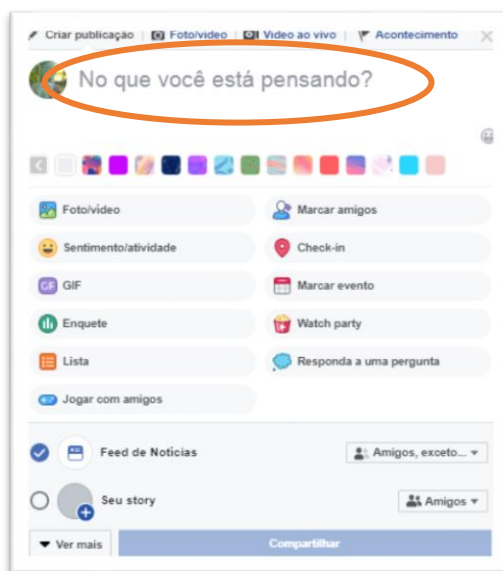 Criar publicação Foto/vídeo Vídeo ao vivo Acontecimento
No que você está pensando?
Foto/vídeo Marcar amigos
Sentimento/atividade Check-in
GIF GIF Marcar evento
Enquete Watch party
Lista Responda a uma pergunta
Jogar com amigos
Feed de Notícias Amigos, exceto...
Seu story Amigos
Ver mais Compartilhar